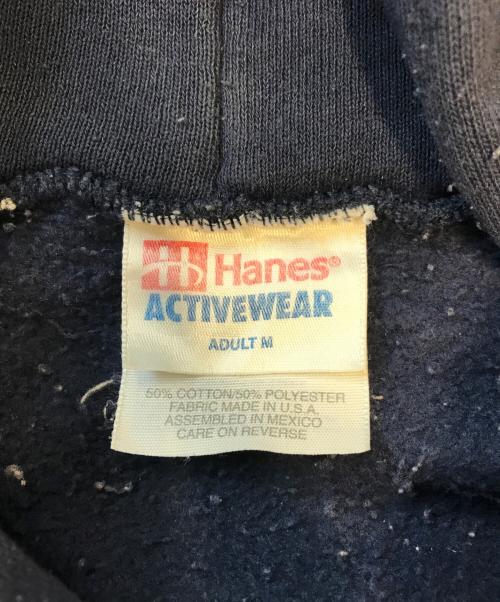 Hanes®
ACTIVEWEAR
ADULT M
50% COTTON/50% POLYESTER
FABRIC MADE IN U.S.A.
ASSEMBLED IN MEXICO
CARE ON REVERSE